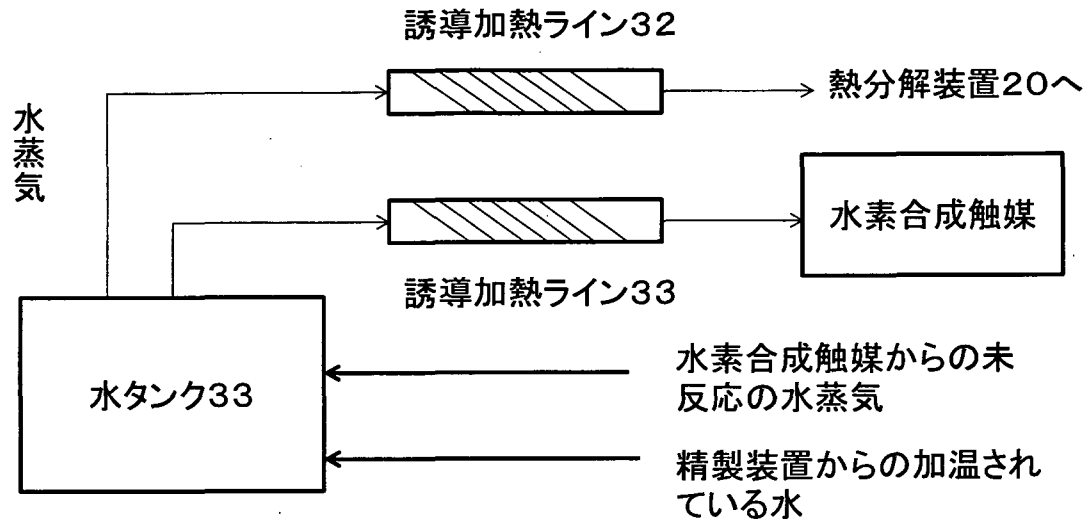 誘導加熱ライン32
熱分解装置20へ
水蒸気
水素合成触媒
誘導加熱ライン33
水タンク33
水素合成触媒からの未
反応の水蒸気
精製装置からの加温され
ている水